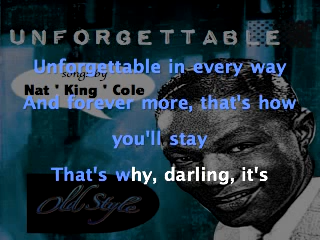 UNFORGETTABLE
Unforgettable in every way
songs by
Nat * King * Cole
And forever more, that's how
you'll stay
That's why, darling, it's
Old Style